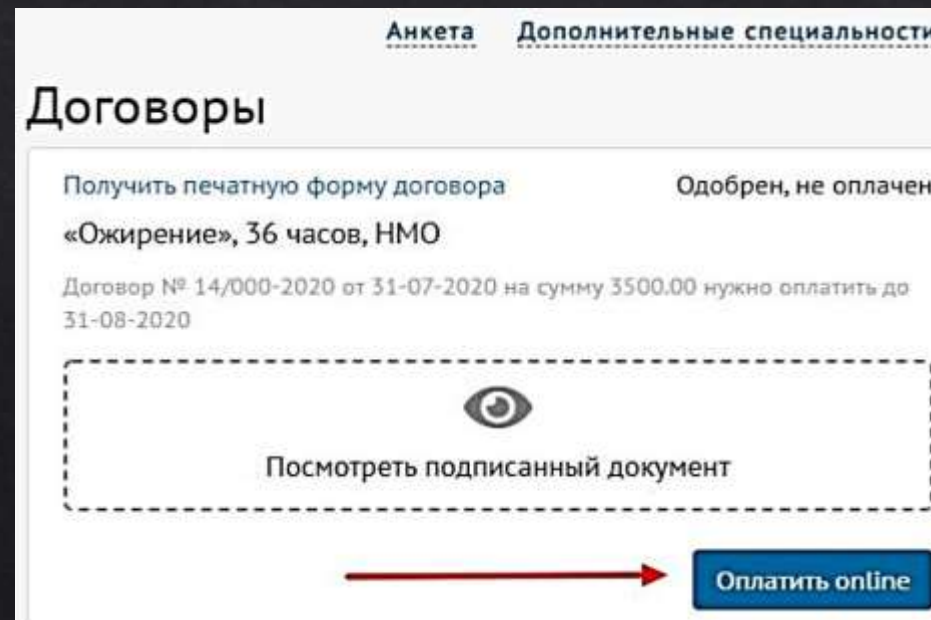 Анкета Дополнительные специальности
Договоры
Получить печатную форму договора Одобрен, не оплачен
«Ожирение», 36 часов, НМО
Договор № 14/000-2020 от 31-07-2020 на сумму 3500.00 нужно оплатить до
31-08-2020
Посмотреть подписанный документ
Оплатить online